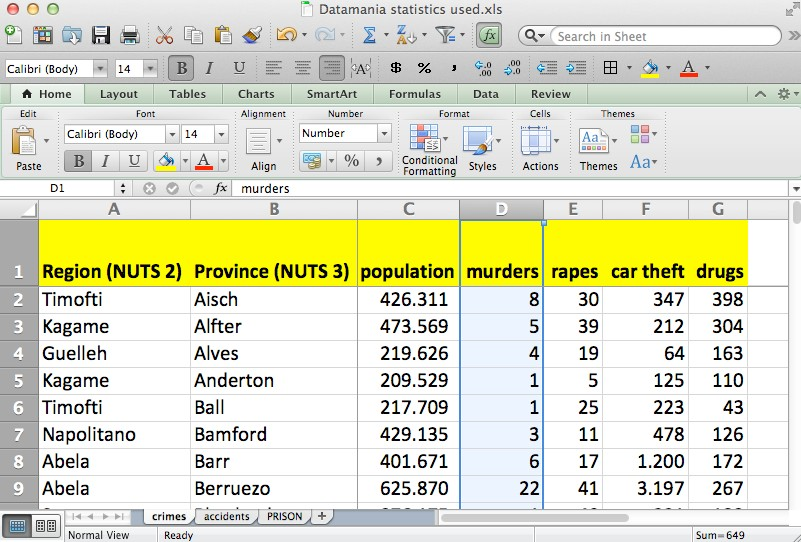 Datamania statistics used.xls
Search in Sheet
Calibri (Body) 14 B I U A $ % , .0 .00 A
Home Layout Tables Charts SmartArt Formulas Data Review
Edit Font Alignment Number Format Cells Themes
Calibri (Body) 14 Number
Paste B I U A Align % , Conditional Formatting Styles Actions Themes Aa
D1 fx murders
A B C D E F G
1 Region (NUTS 2) Province (NUTS 3) population murders rapes car theft drugs
2 Timofti Aisch 426.311 8 30 347 398
3 Kagame Alfter 473.569 5 39 212 304
4 Guelleh Alves 219.626 4 19 64 163
5 Kagame Anderton 209.529 1 5 125 110
6 Timofti Ball 217.709 1 25 223 43
7 Napolitano Bamford 429.135 3 11 478 126
8 Abela Barr 401.671 6 17 1.200 172
9 Abela Berruezo 625.870 22 41 3.197 267
crimes accidents PRISON +
Normal View Ready Sum=649